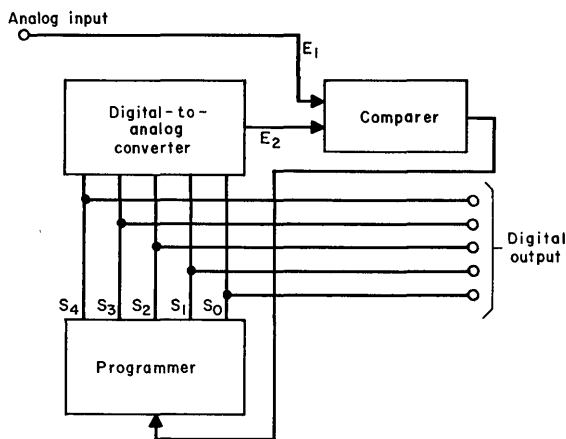 Analog input
E1
Digital-to-
analog
converter
E2
Comparer
Digital
output
S4 S3 S2 S1 S0
Programmer